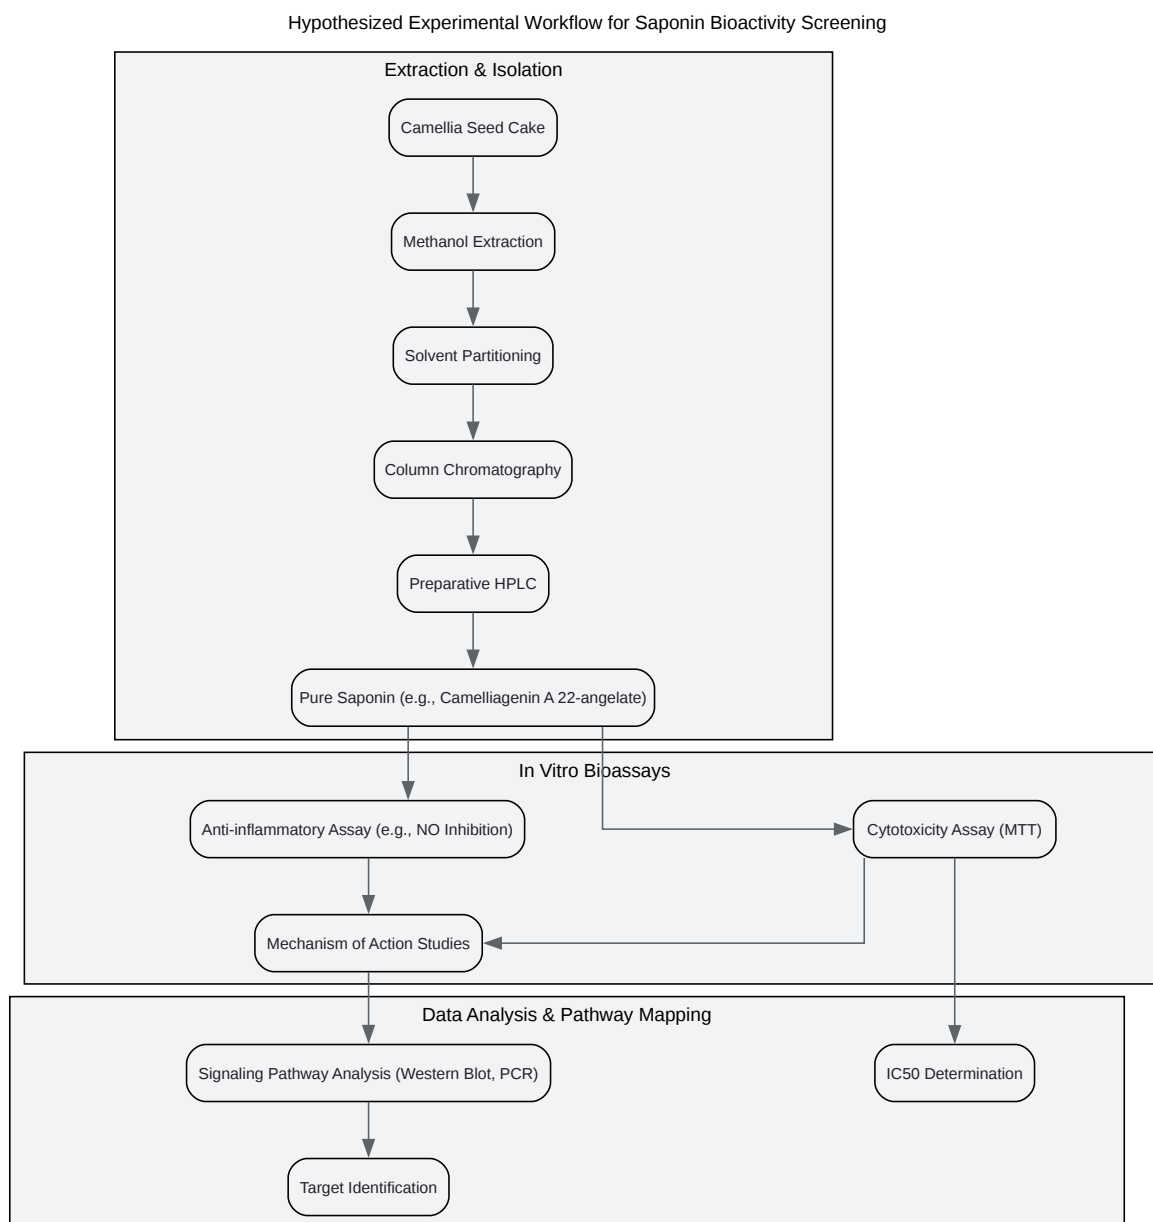 Hypothesized Experimental Workflow for Saponin Bioactivity Screening
Extraction & Isolation
Camellia Seed Cake
Methanol Extraction
Solvent Partitioning
Column Chromatography
Preparative HPLC
Pure Saponin (e.g., Camelliagenin A 22-angelate)
In Vitro Bioassays
Anti-inflammatory Assay (e.g., NO Inhibition)
Cytotoxicity Assay (MTT)
Mechanism of Action Studies
Data Analysis & Pathway Mapping
Signaling Pathway Analysis (Western Blot, PCR)
IC50 Determination
Target Identification